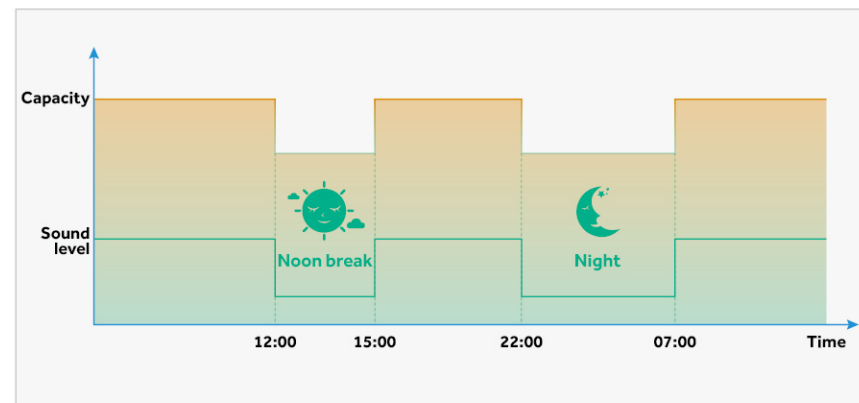 Capacity
Sound
level
Noon break
Night
12:00
15:00
22:00
07:00
Time